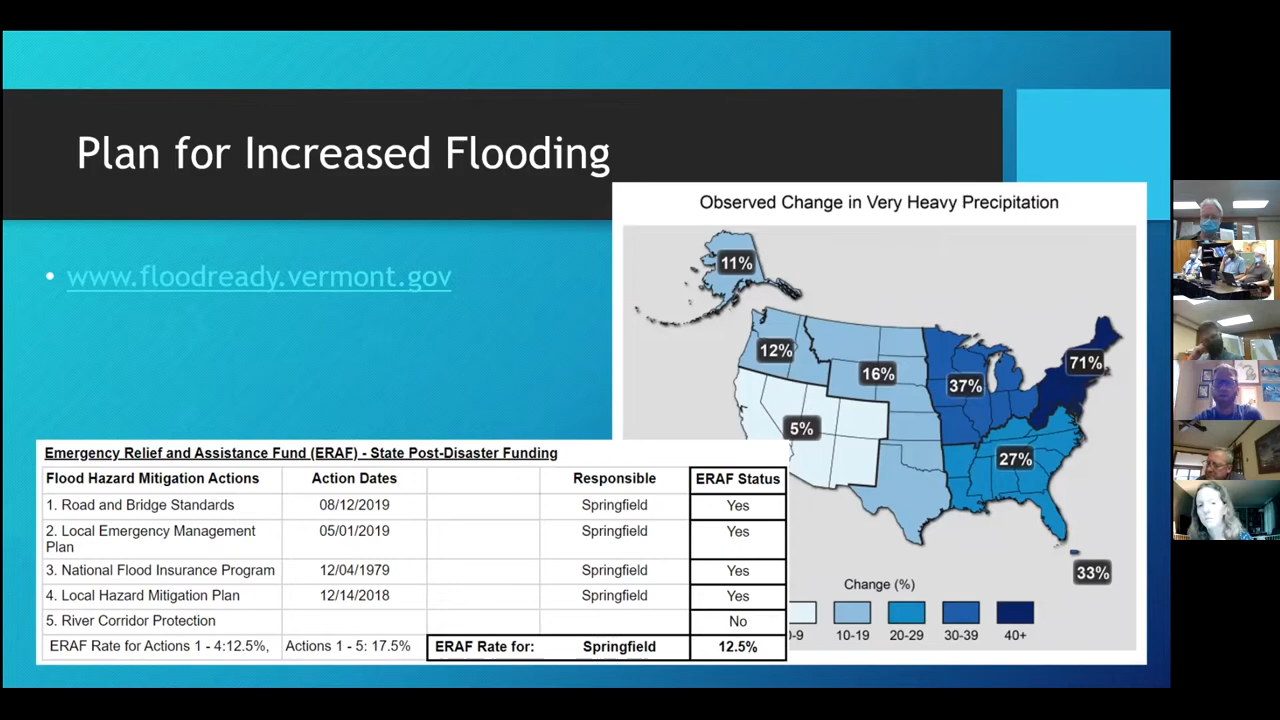 Plan for Increased Flooding
• www.floodready.vermont.gov
Observed Change in Very Heavy Precipitation
11%
12%
16%
37%
71%
5%
27%
33%
Change (%)
0-9 10-19 20-29 30-39 40+
Emergency Relief and Assistance Fund (ERAF) - State Post-Disaster Funding
Flood Hazard Mitigation Actions Action Dates Responsible ERAF Status
1. Road and Bridge Standards 08/12/2019 Springfield Yes
2. Local Emergency Management 05/01/2019 Springfield Yes
Plan
3. National Flood Insurance Program 12/04/1979 Springfield Yes
4. Local Hazard Mitigation Plan 12/14/2018 Springfield Yes
5. River Corridor Protection No
ERAF Rate for Actions 1 - 4:12.5%, Actions 1 - 5: 17.5% ERAF Rate for: Springfield 12.5%